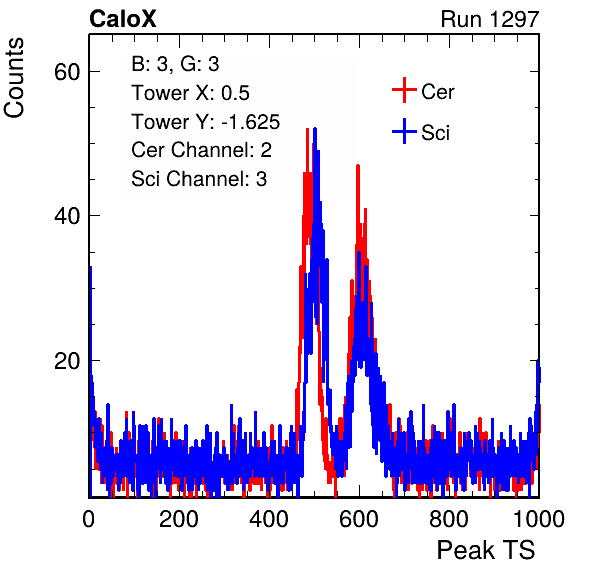 CaloX Run 1297
Counts
B: 3, G: 3
Tower X: 0.5
Tower Y: -1.625
Cer Channel: 2
Sci Channel: 3
Cer
Sci
60
40
20
0 200 400 600 800 1000
Peak TS